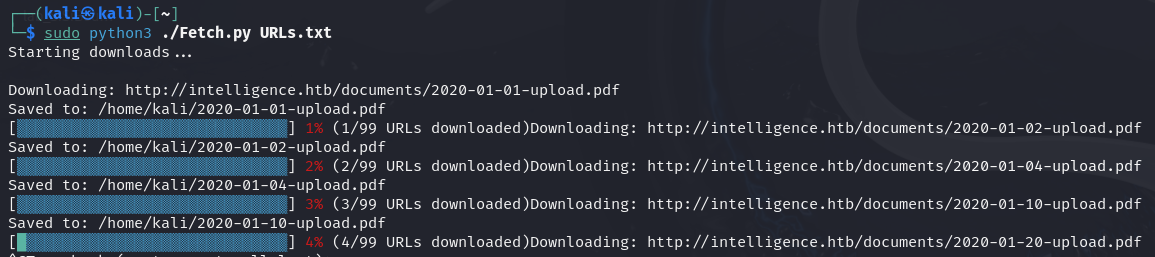 ┌──(kali㉿kali)-[~]
└─$ sudo python3 ./Fetch.py URLs.txt
Starting downloads...
Downloading: http://intelligence.htb/documents/2020-01-01-upload.pdf
Saved to: /home/kali/2020-01-01-upload.pdf
[▒▒▒▒▒▒▒▒▒▒▒▒▒▒▒▒▒▒▒▒▒▒▒▒▒▒▒▒▒▒] 1% (1/99 URLs downloaded)Downloading: http://intelligence.htb/documents/2020-01-02-upload.pdf
Saved to: /home/kali/2020-01-02-upload.pdf
[▒▒▒▒▒▒▒▒▒▒▒▒▒▒▒▒▒▒▒▒▒▒▒▒▒▒▒▒▒▒] 2% (2/99 URLs downloaded)Downloading: http://intelligence.htb/documents/2020-01-04-upload.pdf
Saved to: /home/kali/2020-01-04-upload.pdf
[▒▒▒▒▒▒▒▒▒▒▒▒▒▒▒▒▒▒▒▒▒▒▒▒▒▒▒▒▒▒] 3% (3/99 URLs downloaded)Downloading: http://intelligence.htb/documents/2020-01-10-upload.pdf
Saved to: /home/kali/2020-01-10-upload.pdf
[█▒▒▒▒▒▒▒▒▒▒▒▒▒▒▒▒▒▒▒▒▒▒▒▒▒▒▒▒▒] 4% (4/99 URLs downloaded)Downloading: http://intelligence.htb/documents/2020-01-20-upload.pdf